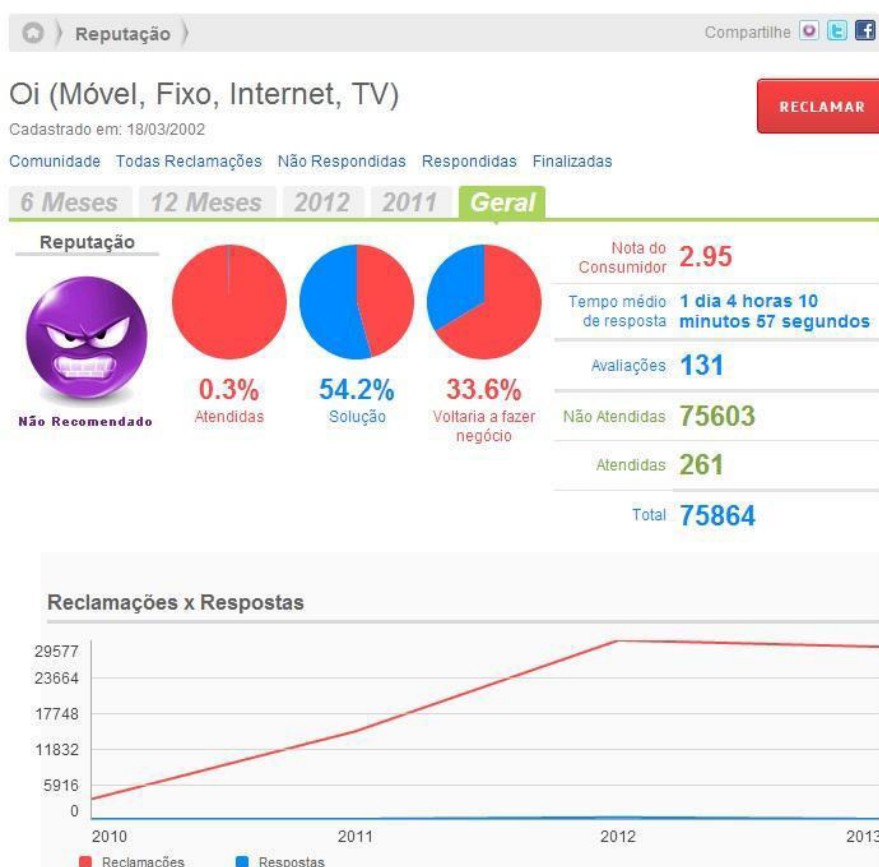 Reputação
Compartilhe
Oi (Móvel, Fixo, Internet, TV)
RECLAMAR
Cadastrado em: 18/03/2002
Comunidade Todas Reclamações Não Respondidas Respondidas Finalizadas
6 Meses 12 Meses 2012 2011 Geral
Reputação
Não Recomendado
0.3%
Atendidas
54.2%
Solução
33.6%
Voltaria a fazer
negócio
Nota do
Consumidor
2.95
Tempo médio
de resposta
1 dia 4 horas 10
minutos 57 segundos
Avaliações 131
Não Atendidas 75603
Atendidas 261
Total 75864
Reclamações x Respostas
29577
23664
17748
11832
5916
0
2010 2011 2012 2013
Reclamações Respostas